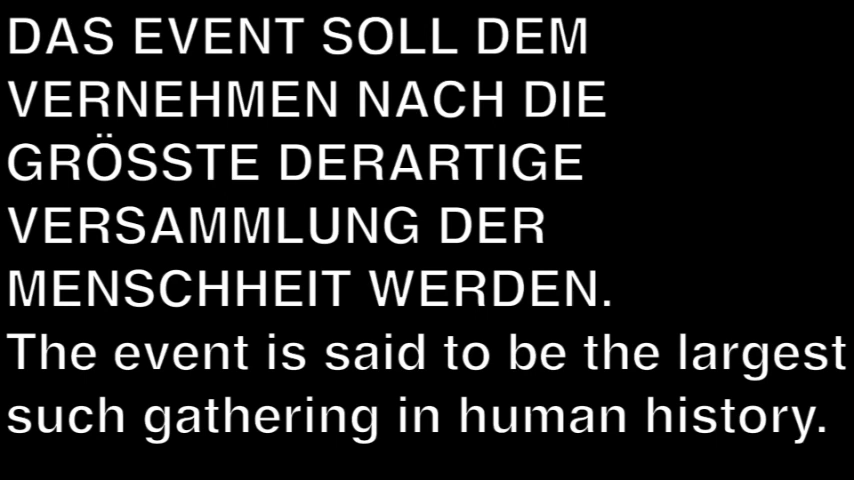 DAS EVENT SOLL DEM
VERNEHMEN NACH DIE
GRÖSSTE DERARTIGE
VERSAMMLUNG DER
MENSCHHEIT WERDEN.
The event is said to be the largest
such gathering in human history.